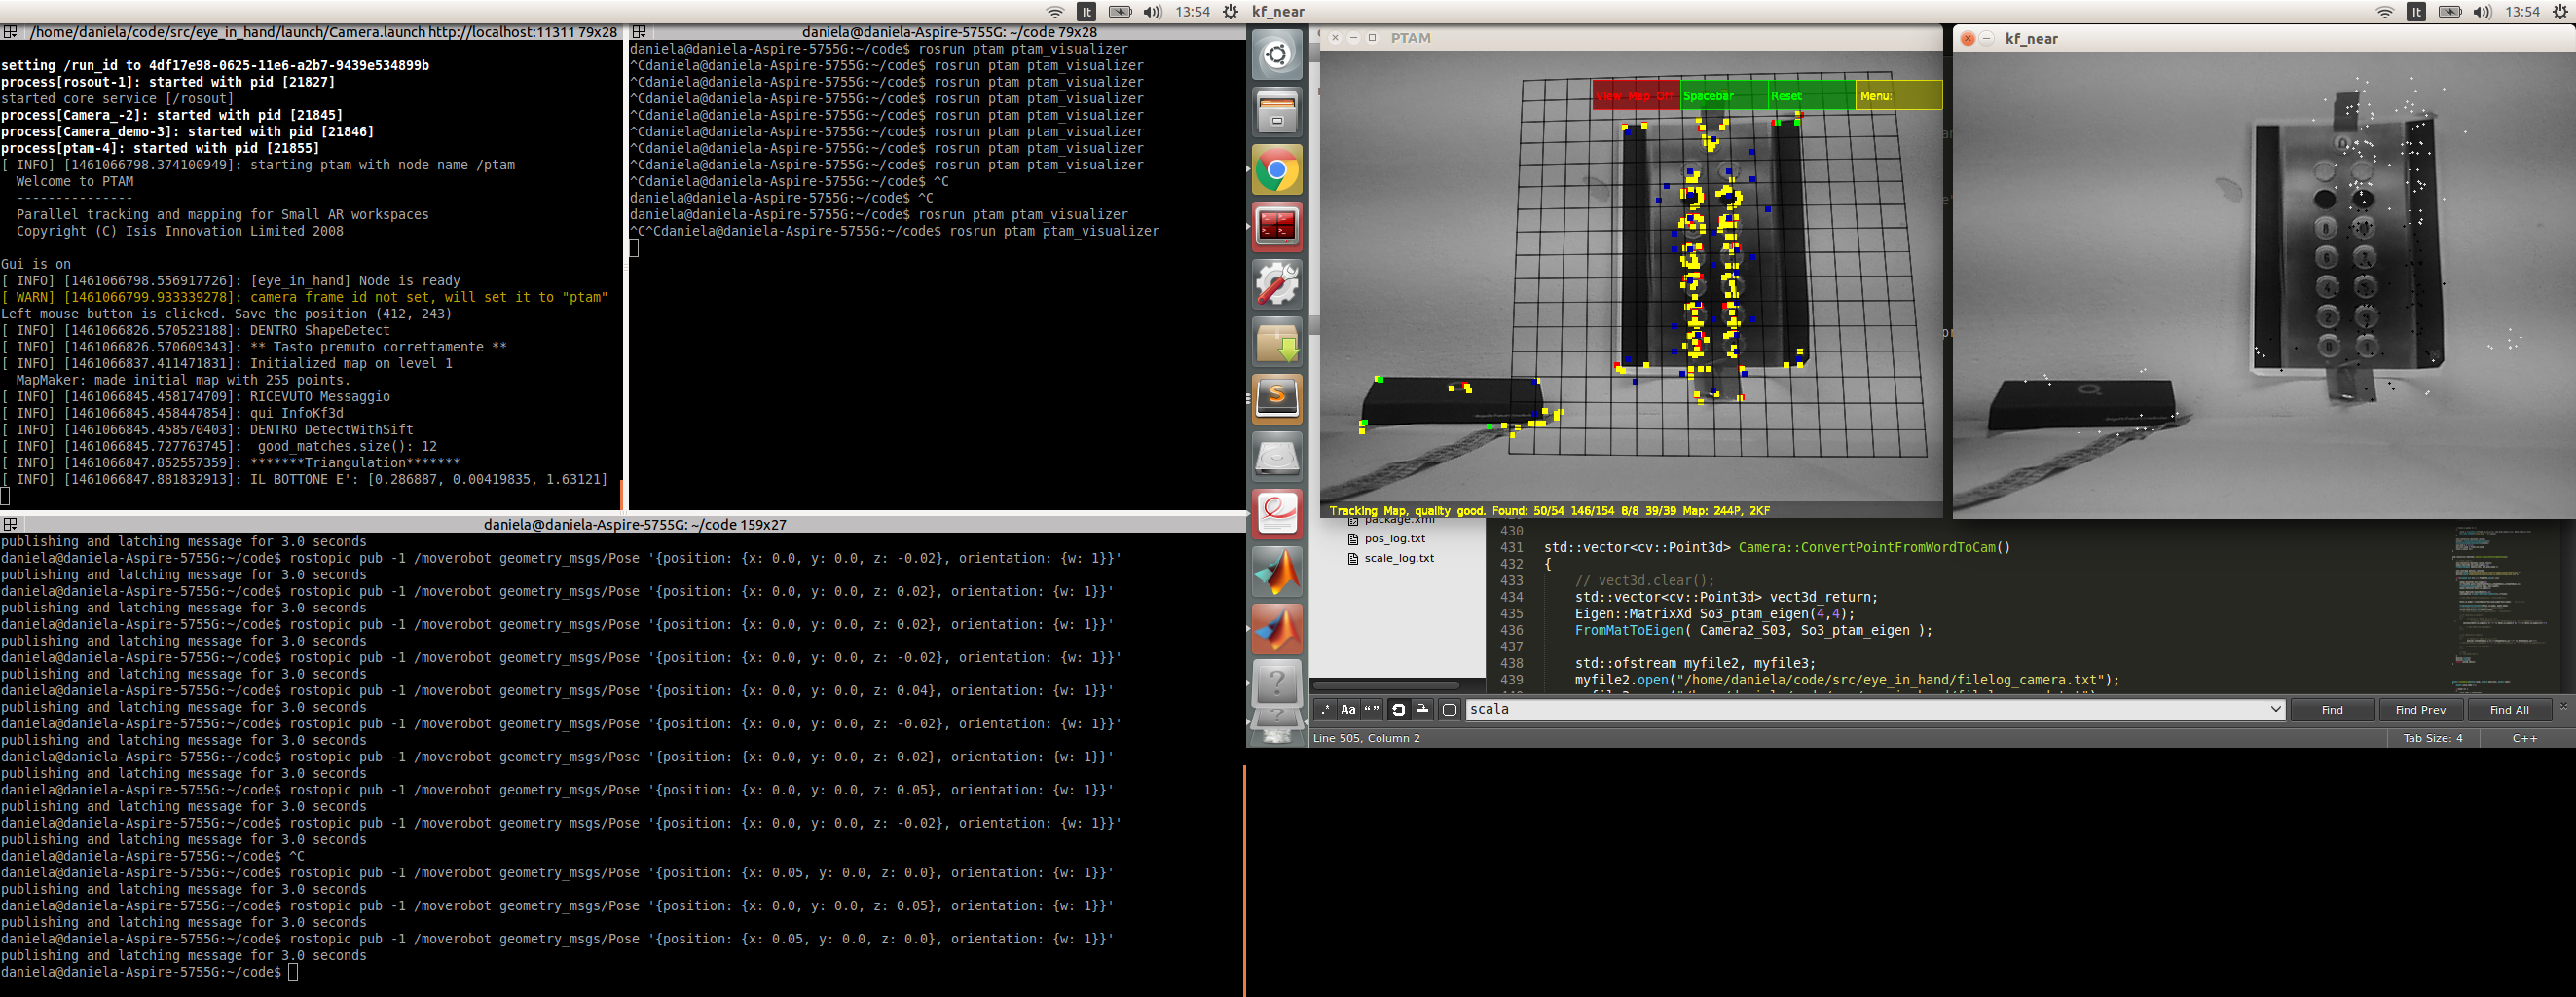 13:54
kf_near
13:54
/home/daniela/code/src/eye_in_hand/launch/Camera.launch http://localhost:11311 79x28
setting /run_id to 4df17e98-0625-11e6-a2b7-9439e534899b
process[rosout-1]: started with pid [21827]
started core service [/rosout]
process[Camera_-2]: started with pid [21845]
process[Camera_demo-3]: started with pid [21846]
process[ptam-4]: started with pid [21855]
[ INFO] [1461066798.374100949]: starting ptam with node name /ptam
Welcome to PTAM
---------------
Parallel tracking and mapping for Small AR workspaces
Copyright (C) Isis Innovation Limited 2008
Gui is on
[ INFO] [1461066798.556917726]: [eye_in_hand] Node is ready
[ WARN] [1461066799.933339278]: camera frame id not set, will set it to "ptam"
Left mouse button is clicked. Save the position (412, 243)
[ INFO] [1461066826.570523188]: DENTRO ShapeDetect
[ INFO] [1461066826.570609343]: ** Tasto premuto correttamente **
[ INFO] [1461066837.411471831]: Initialized map on level 1
MapMaker: made initial map with 255 points.
[ INFO] [1461066845.458174709]: RICEVUTO Messaggio
[ INFO] [1461066845.458447854]: qui InfoKf3d
[ INFO] [1461066845.458570403]: DENTRO DetectWithSift
[ INFO] [1461066845.727763745]:  good_matches.size(): 12
[ INFO] [1461066847.852557359]: *******Triangulation*******
[ INFO] [1461066847.881832913]: IL BOTTONE E': [0.286887, 0.00419835, 1.63121]
daniela@daniela-Aspire-5755G: ~/code 79x28
daniela@daniela-Aspire-5755G:~/code$ rosrun ptam ptam_visualizer
^Cdaniela@daniela-Aspire-5755G:~/code$ rosrun ptam ptam_visualizer
^Cdaniela@daniela-Aspire-5755G:~/code$ rosrun ptam ptam_visualizer
^Cdaniela@daniela-Aspire-5755G:~/code$ rosrun ptam ptam_visualizer
^Cdaniela@daniela-Aspire-5755G:~/code$ rosrun ptam ptam_visualizer
^Cdaniela@daniela-Aspire-5755G:~/code$ rosrun ptam ptam_visualizer
^Cdaniela@daniela-Aspire-5755G:~/code$ rosrun ptam ptam_visualizer
^Cdaniela@daniela-Aspire-5755G:~/code$ rosrun ptam ptam_visualizer
^Cdaniela@daniela-Aspire-5755G:~/code$ ^C
daniela@daniela-Aspire-5755G:~/code$ ^C
daniela@daniela-Aspire-5755G:~/code$ rosrun ptam ptam_visualizer
^C^Cdaniela@daniela-Aspire-5755G:~/code$ rosrun ptam ptam_visualizer
daniela@daniela-Aspire-5755G: ~/code 159x27
publishing and latching message for 3.0 seconds
daniela@daniela-Aspire-5755G:~/code$ rostopic pub -1 /moverobot geometry_msgs/Pose '{position: {x: 0.0, y: 0.0, z: -0.02}, orientation: {w: 1}}'
publishing and latching message for 3.0 seconds
daniela@daniela-Aspire-5755G:~/code$ rostopic pub -1 /moverobot geometry_msgs/Pose '{position: {x: 0.0, y: 0.0, z: 0.02}, orientation: {w: 1}}'
publishing and latching message for 3.0 seconds
daniela@daniela-Aspire-5755G:~/code$ rostopic pub -1 /moverobot geometry_msgs/Pose '{position: {x: 0.0, y: 0.0, z: 0.02}, orientation: {w: 1}}'
publishing and latching message for 3.0 seconds
daniela@daniela-Aspire-5755G:~/code$ rostopic pub -1 /moverobot geometry_msgs/Pose '{position: {x: 0.0, y: 0.0, z: -0.02}, orientation: {w: 1}}'
publishing and latching message for 3.0 seconds
daniela@daniela-Aspire-5755G:~/code$ rostopic pub -1 /moverobot geometry_msgs/Pose '{position: {x: 0.0, y: 0.0, z: 0.04}, orientation: {w: 1}}'
publishing and latching message for 3.0 seconds
daniela@daniela-Aspire-5755G:~/code$ rostopic pub -1 /moverobot geometry_msgs/Pose '{position: {x: 0.0, y: 0.0, z: -0.02}, orientation: {w: 1}}'
publishing and latching message for 3.0 seconds
daniela@daniela-Aspire-5755G:~/code$ rostopic pub -1 /moverobot geometry_msgs/Pose '{position: {x: 0.0, y: 0.0, z: 0.02}, orientation: {w: 1}}'
publishing and latching message for 3.0 seconds
daniela@daniela-Aspire-5755G:~/code$ rostopic pub -1 /moverobot geometry_msgs/Pose '{position: {x: 0.0, y: 0.0, z: 0.05}, orientation: {w: 1}}'
publishing and latching message for 3.0 seconds
daniela@daniela-Aspire-5755G:~/code$ rostopic pub -1 /moverobot geometry_msgs/Pose '{position: {x: 0.0, y: 0.0, z: -0.02}, orientation: {w: 1}}'
publishing and latching message for 3.0 seconds
daniela@daniela-Aspire-5755G:~/code$ ^C
daniela@daniela-Aspire-5755G:~/code$ rostopic pub -1 /moverobot geometry_msgs/Pose '{position: {x: 0.05, y: 0.0, z: 0.0}, orientation: {w: 1}}'
publishing and latching message for 3.0 seconds
daniela@daniela-Aspire-5755G:~/code$ rostopic pub -1 /moverobot geometry_msgs/Pose '{position: {x: 0.0, y: 0.0, z: 0.05}, orientation: {w: 1}}'
publishing and latching message for 3.0 seconds
daniela@daniela-Aspire-5755G:~/code$ rostopic pub -1 /moverobot geometry_msgs/Pose '{position: {x: 0.05, y: 0.0, z: 0.0}, orientation: {w: 1}}'
publishing and latching message for 3.0 seconds
daniela@daniela-Aspire-5755G:~/code$
PTAM
View Map Off Spacebar Reset Menu:
Tracking Map, quality good. Found: 50/54 146/154 8/8 39/39 Map: 244P, 2KF
kf_near
package.xml
pos_log.txt
scale_log.txt
430
431 std::vector<cv::Point3d> Camera::ConvertPointFromWordToCam()
432 {
433 // vect3d.clear();
434 std::vector<cv::Point3d> vect3d_return;
435 Eigen::MatrixXd So3_ptam_eigen(4,4);
436 FromMatToEigen( Camera2_S03, So3_ptam_eigen );
437
438 std::ofstream myfile2, myfile3;
439 myfile2.open("/home/daniela/code/src/eye_in_hand/filelog_camera.txt");
scala
Find
Find Prev
Find All
Line 505, Column 2
Tab Size: 4
C++